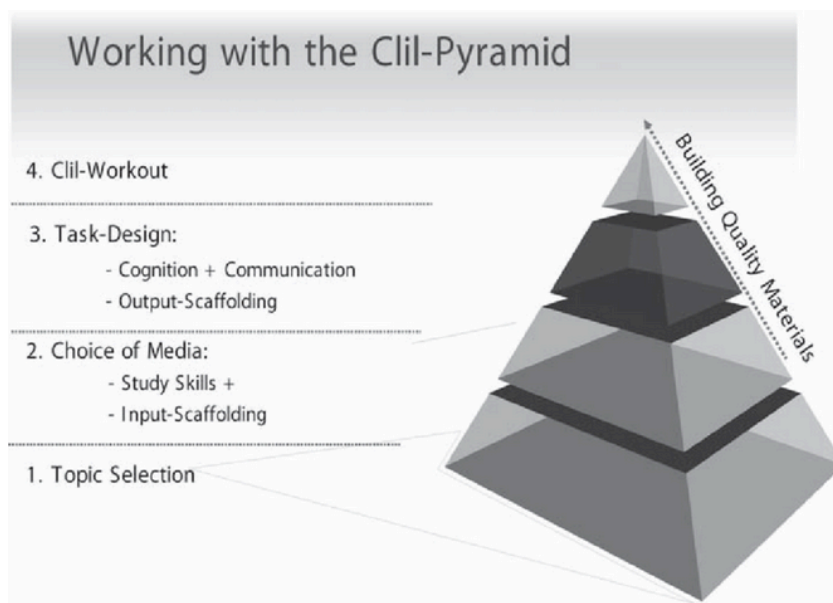 Working with the Clil-Pyramid
4. Clil-Workout
3. Task-Design:
- Cognition + Communication
- Output-Scaffolding
2. Choice of Media:
- Study Skills +
- Input-Scaffolding
1. Topic Selection
Building Quality Materials